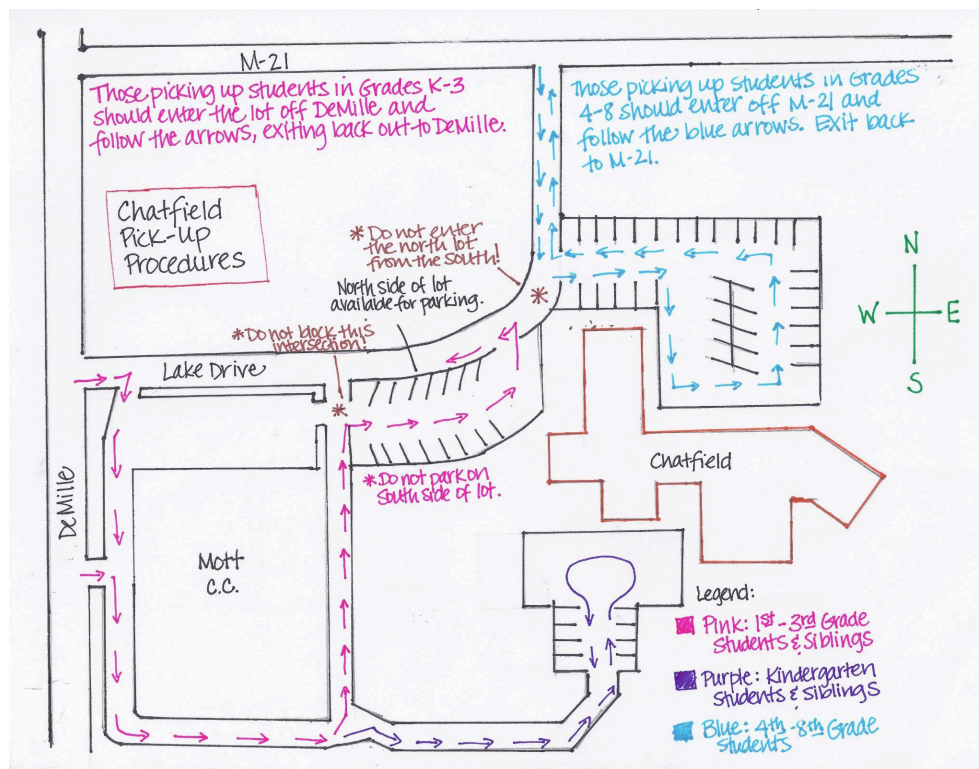 M-21
Those picking up students in Grades K-3
should enter the lot off DeMille and
follow the arrows, exiting back out to DeMille.
Those picking up students in Grades
4-8 should enter off M-21 and
follow the blue arrows. Exit back
to M-21.
Chatfield
Pick-up
Procedures
* Do not enter
the north lot
from the south!
North side of lot
available for parking.
* Do not block this
intersection!
Lake Drive
*
*
N
W
E
S
DeMille
Chatfield
* Do not park on
South side of lot.
Mott
C.C.
Legend:
Pink: 1st-3rd Grade
Students & Siblings
Purple: Kindergarten
Students & Siblings
Blue: 4th-8th Grade
Students